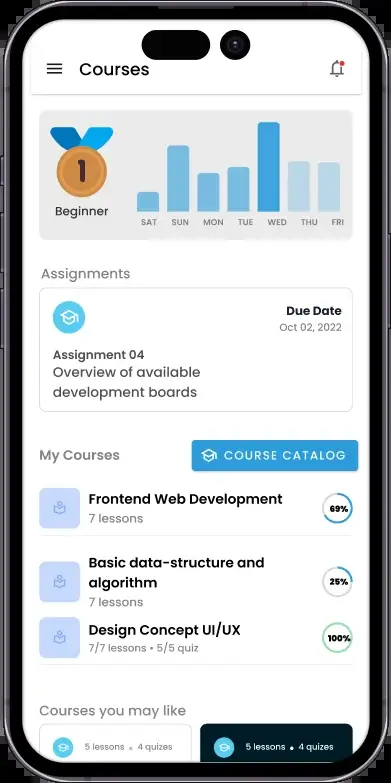 Courses
1
Beginner
SAT SUN MON TUE WED THU FRI
Assignments
Due Date
Oct 02, 2022
Assignment 04
Overview of available
development boards
My Courses
COURSE CATALOG
Frontend Web Development
7 lessons
69%
Basic data-structure and
algorithm
7 lessons
25%
Design Concept UI/UX
7/7 lessons • 5/5 quiz
100%
Courses you may like
5 lessons • 4 quizes
5 lessons • 4 quizes